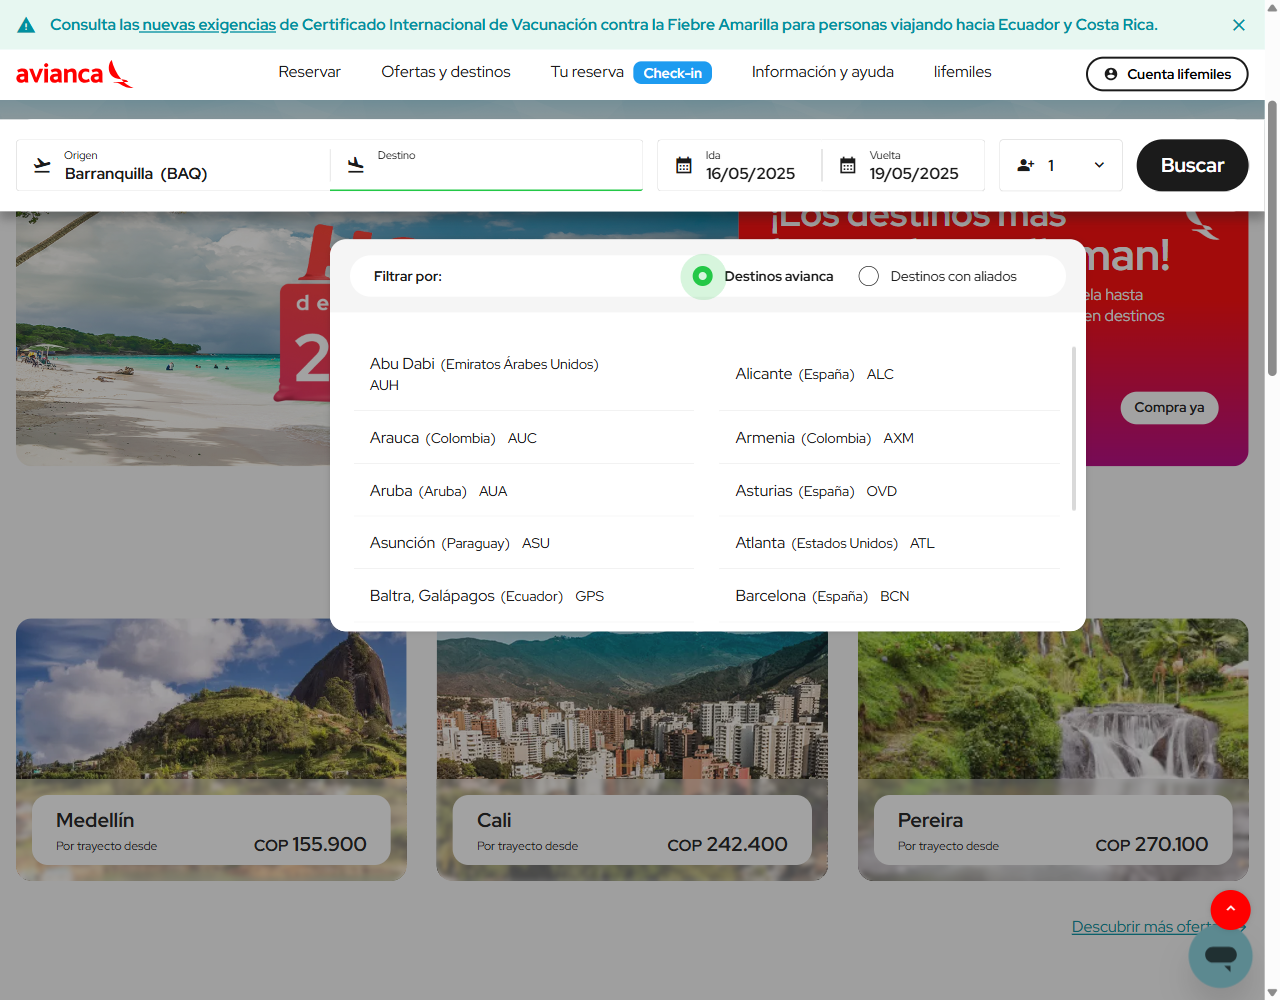 Consulta las nuevas exigencias de Certificado Internacional de Vacunación contra la Fiebre Amarilla para personas viajando hacia Ecuador y Costa Rica.
avianca
Reservar
Ofertas y destinos
Tu reserva
Check-in
Información y ayuda
lifemiles
Cuenta lifemiles
Origen
Barranquilla (BAQ)
Destino
Ida
16/05/2025
Vuelta
19/05/2025
1
Buscar
¡Los destinos más
man!
ela hasta
en destinos
Compra ya
de
2
Filtrar por:
Destinos avianca
Destinos con aliados
Abu Dabi (Emiratos Árabes Unidos)
AUH
Alicante (España) ALC
Arauca (Colombia) AUC
Armenia (Colombia) AXM
Aruba (Aruba) AUA
Asturias (España) OVD
Asunción (Paraguay) ASU
Atlanta (Estados Unidos) ATL
Baltra, Galápagos (Ecuador) GPS
Barcelona (España) BCN
Medellín
Por trayecto desde
COP 155.900
Cali
Por trayecto desde
COP 242.400
Pereira
Por trayecto desde
COP 270.100
Descubrir más ofert